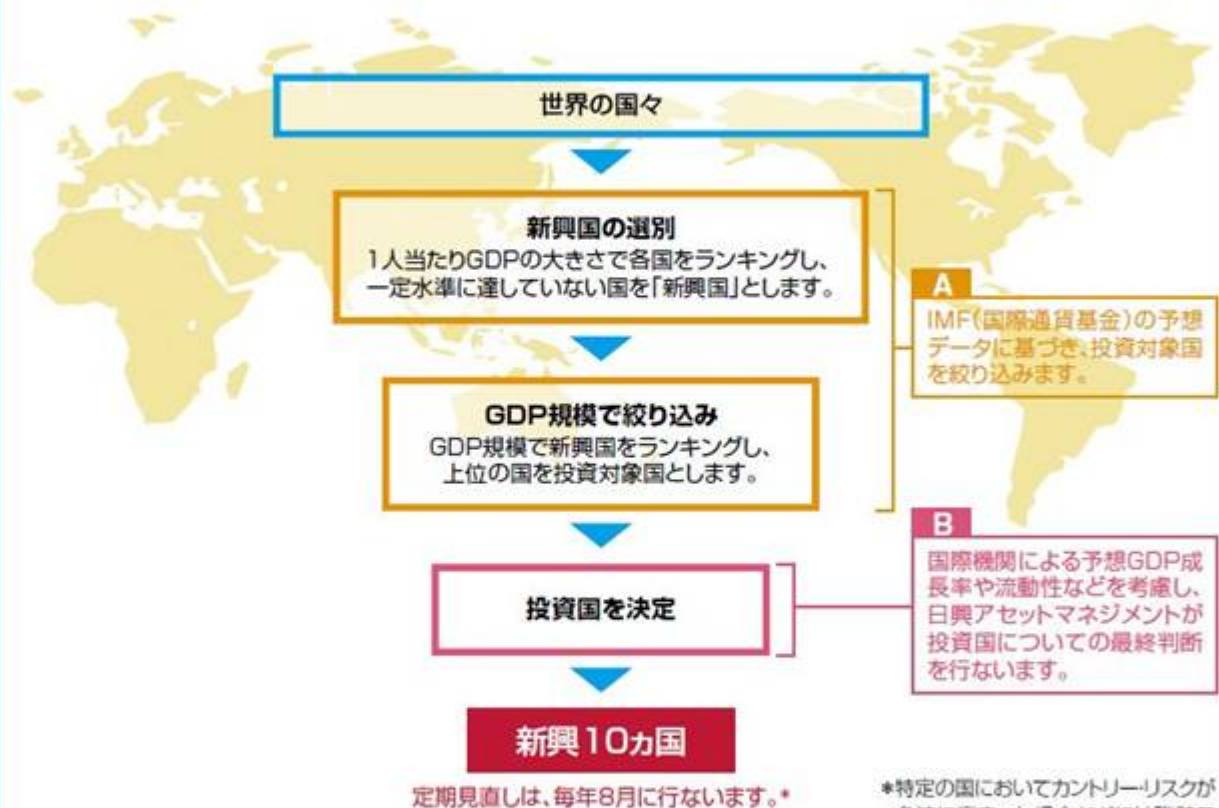 世界の国々
新興国の選別
1人当たりGDPの大きさで各国をランキングし、
一定水準に達していない国を「新興国」とします。
GDP規模で絞り込み
GDP規模で新興国をランキングし、
上位の国を投資対象国とします。
A
IMF(国際通貨基金)の予想
データに基づき、投資対象国
を絞り込みます。
投資国を決定
B
国際機関による予想GDP成
長率や流動性などを考慮し、
日興アセットマネジメントが
投資国についての最終判断
を行ないます。
新興10ヵ国
定期見直しは、毎年8月に行ないます。*
*特定の国においてカントリー・リスクが